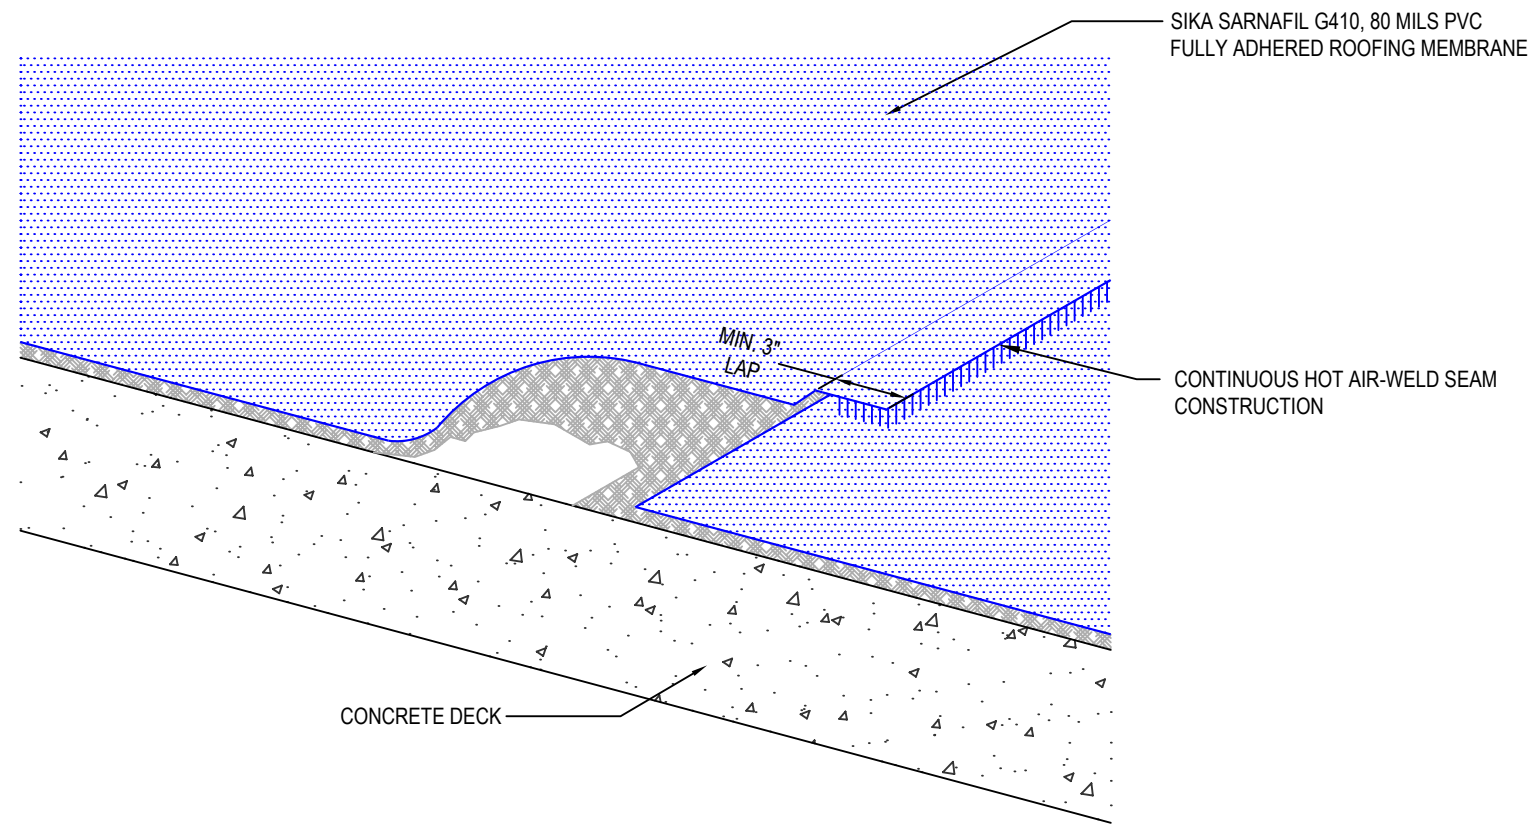 SIKA SARNAFIL G410, 80 MILS PVC
FULLY ADHERED ROOFING MEMBRANE
MIN. 3"
LAP
CONTINUOUS HOT AIR-WELD SEAM
CONSTRUCTION
CONCRETE DECK